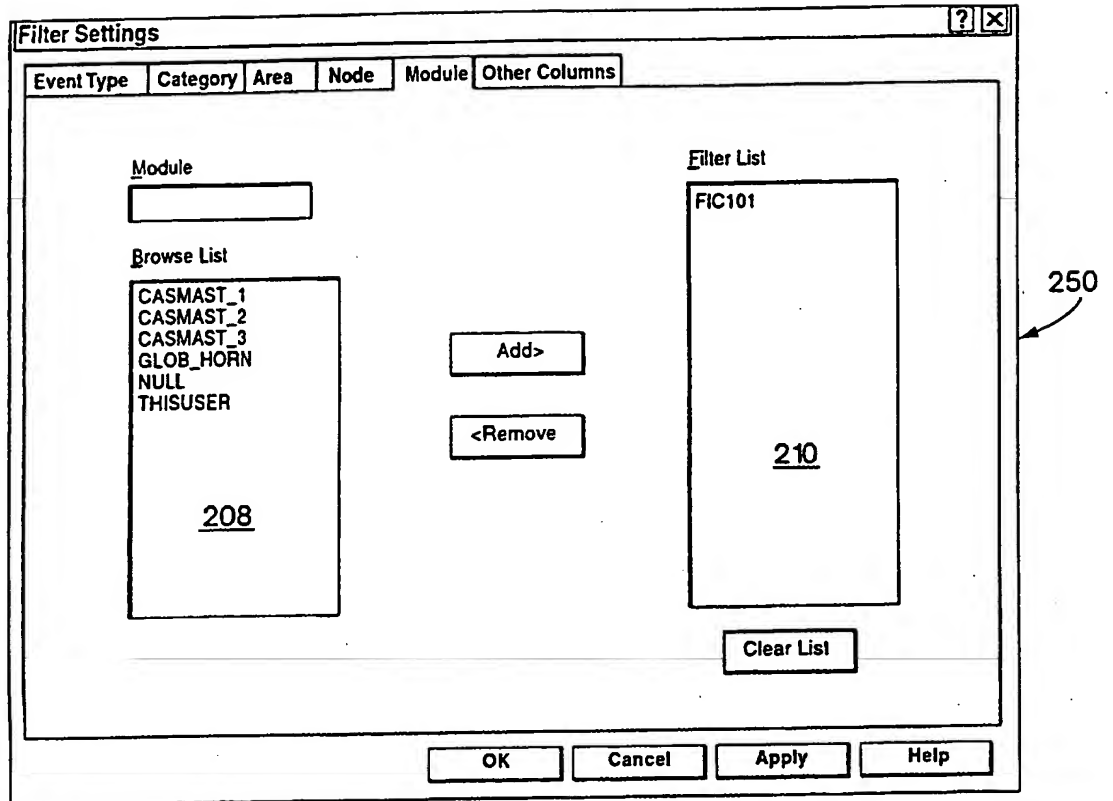 Filter Settings ? X
Event Type Category Area Node Module Other Columns
Module
Filter List
FIC101
Browse List
CASMAST_1
CASMAST_2
CASMAST_3
GLOB_HORN
NULL
THISUSER
208
Add>
<Remove
210
250
Clear List
OK Cancel Apply Help